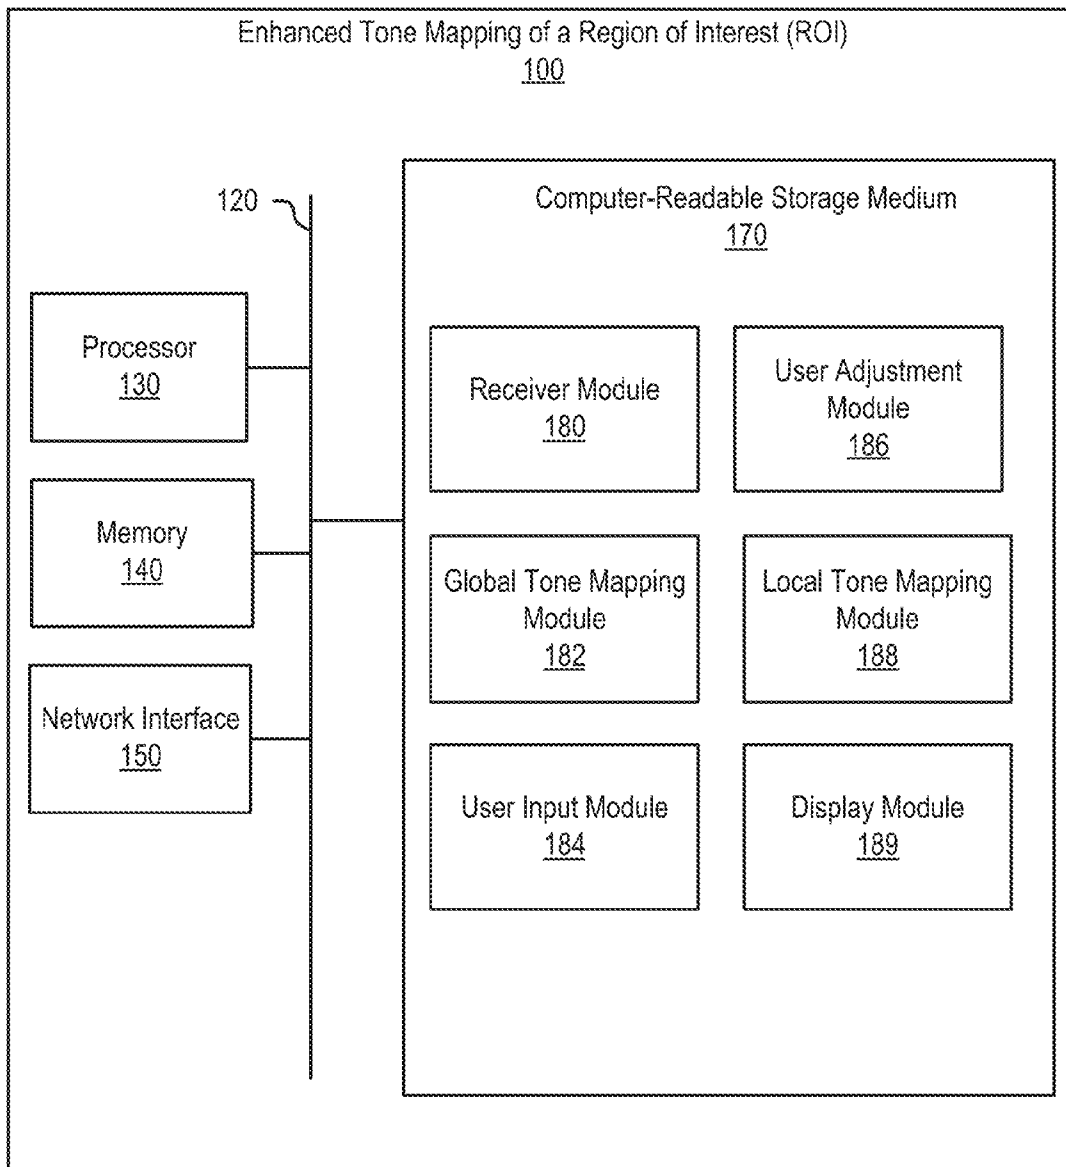 Enhanced Tone Mapping of a Region of Interest (ROI)
100
120
Computer-Readable Storage Medium
170
Processor
130
Memory
140
Network Interface
150
Receiver Module
180
User Adjustment
Module
186
Global Tone Mapping
Module
182
Local Tone Mapping
Module
188
User Input Module
184
Display Module
189